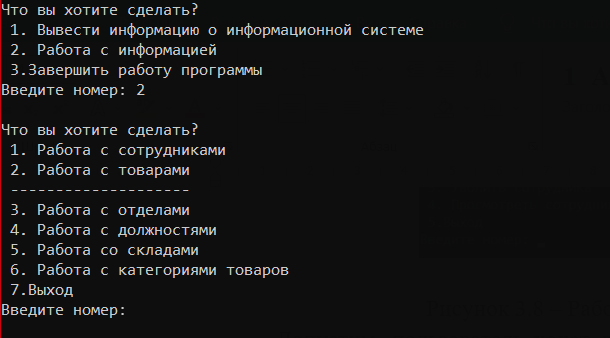 Что вы хотите сделать?
1. Вывести информацию о информационной системе
2. Работа с информацией
3.Завершить работу программы
Введите номер: 2
Что вы хотите сделать?
1. Работа с сотрудниками
2. Работа с товарами
--------------------
3. Работа с отделами
4. Работа с должностями
5. Работа со складами
6. Работа с категориями товаров
7.Выход
Введите номер: